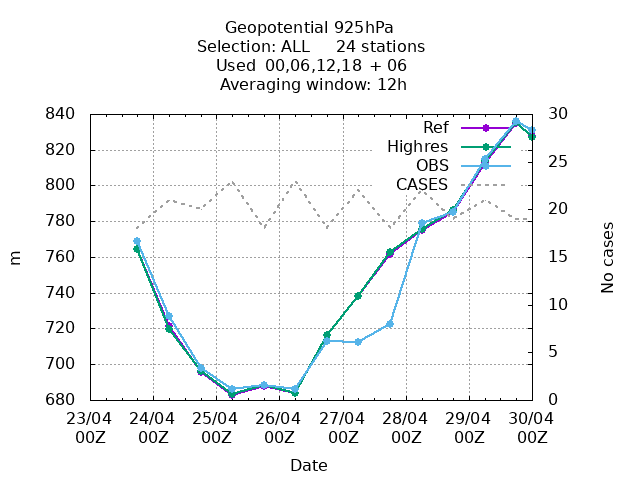 Geopotential 925hPa
Selection: ALL 24 stations
Used 00,06,12,18 + 06
Averaging window: 12h
840
820
800
780
760
740
720
700
680
30
25
20
15
10
5
0
Ref
Highres
OBS
CASES
m
No cases
23/04 24/04 25/04 26/04 27/04 28/04 29/04 30/04
00Z 00Z 00Z 00Z 00Z 00Z 00Z 00Z
Date